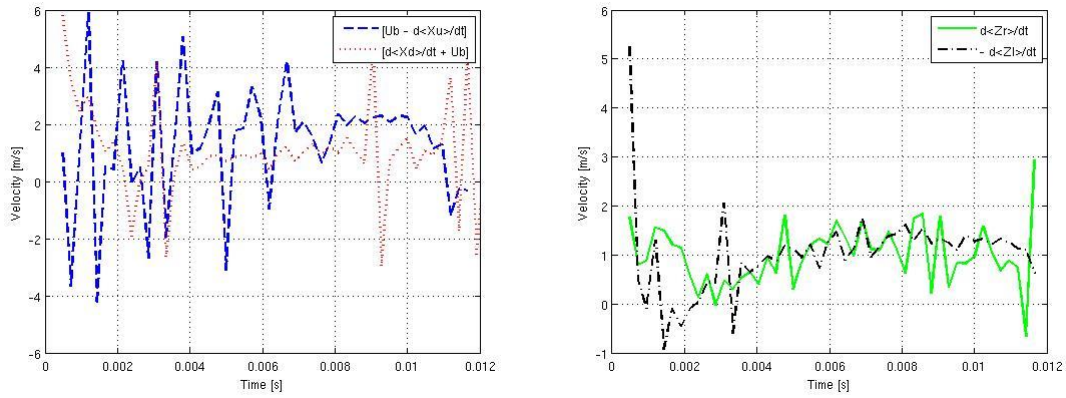 6
4
2
0
-2
-4
-6
Velocity [m/s]
[Ub - d<Xu>/dt]
[d<Xd>/dt + Ub]
0 0.002 0.004 0.006 0.008 0.01 0.012
Time [s]
6
5
4
3
2
1
0
-1
Velocity [m/s]
d<Zr>/dt
- d<Zl>/dt
0 0.002 0.004 0.006 0.008 0.01 0.012
Time [s]